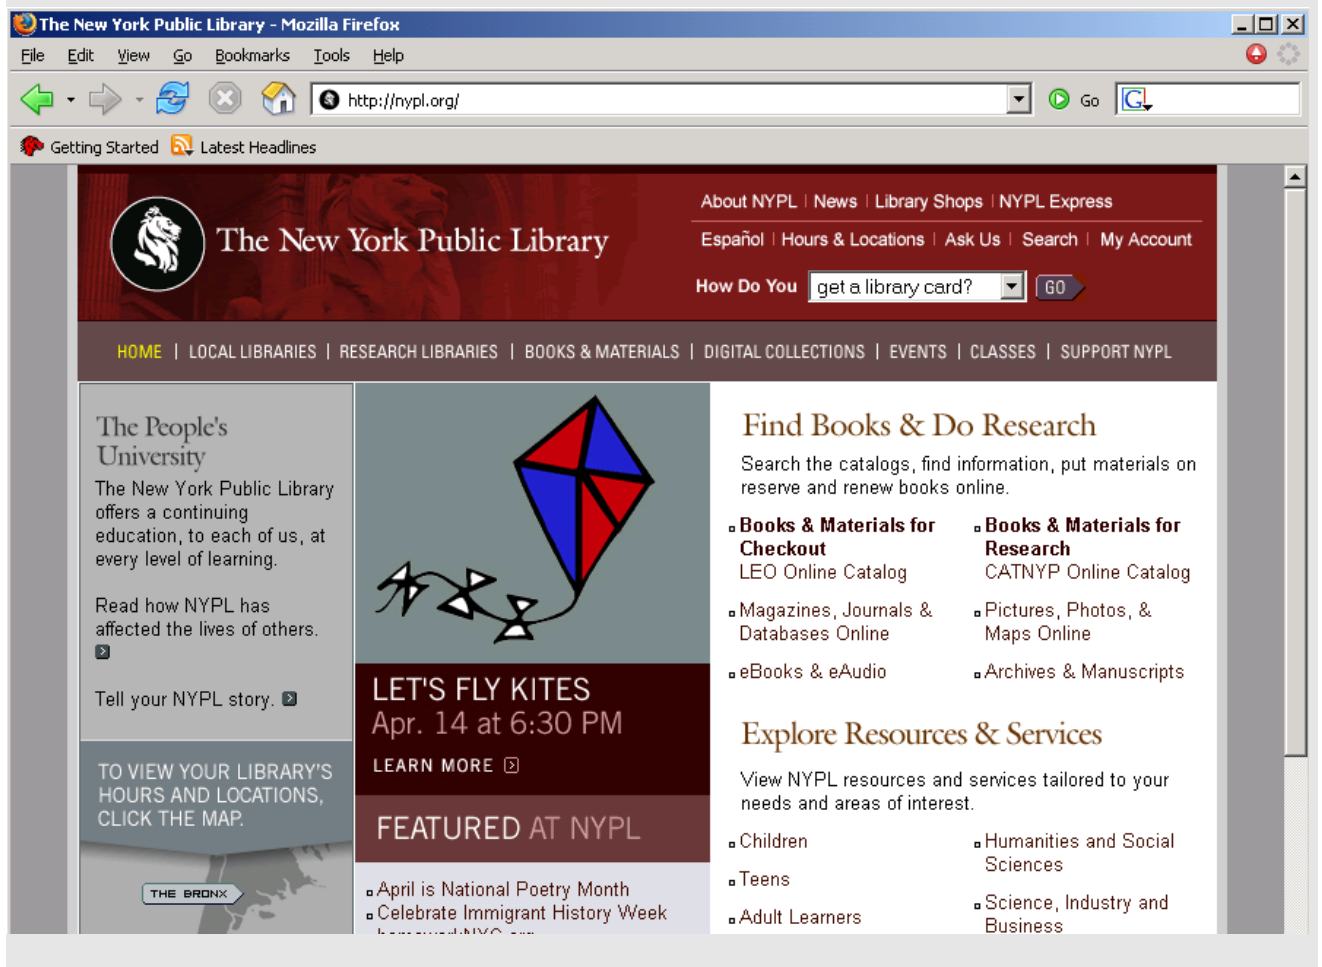 The New York Public Library - Mozilla Firefox
File Edit View Go Bookmarks Tools Help
http://nypl.org/
Go
G
Getting Started Latest Headlines
The New York Public Library
About NYPL | News | Library Shops | NYPL Express
Español | Hours & Locations | Ask Us | Search | My Account
How Do You get a library card? GO
HOME | LOCAL LIBRARIES | RESEARCH LIBRARIES | BOOKS & MATERIALS | DIGITAL COLLECTIONS | EVENTS | CLASSES | SUPPORT NYPL
The People's
University
The New York Public Library
offers a continuing
education, to each of us, at
every level of learning.
Read how NYPL has
affected the lives of others.
Tell your NYPL story.
TO VIEW YOUR LIBRARY'S
HOURS AND LOCATIONS,
CLICK THE MAP.
THE BRONX
LET'S FLY KITES
Apr. 14 at 6:30 PM
LEARN MORE
FEATURED AT NYPL
April is National Poetry Month
Celebrate Immigrant History Week
homeworkNYC.org
Find Books & Do Research
Search the catalogs, find information, put materials on
reserve and renew books online.
Books & Materials for
Checkout
LEO Online Catalog
Magazines, Journals &
Databases Online
eBooks & eAudio
Books & Materials for
Research
CATNYP Online Catalog
Pictures, Photos, &
Maps Online
Archives & Manuscripts
Explore Resources & Services
View NYPL resources and services tailored to your
needs and areas of interest.
Children
Teens
Adult Learners
Humanities and Social
Sciences
Science, Industry and
Business